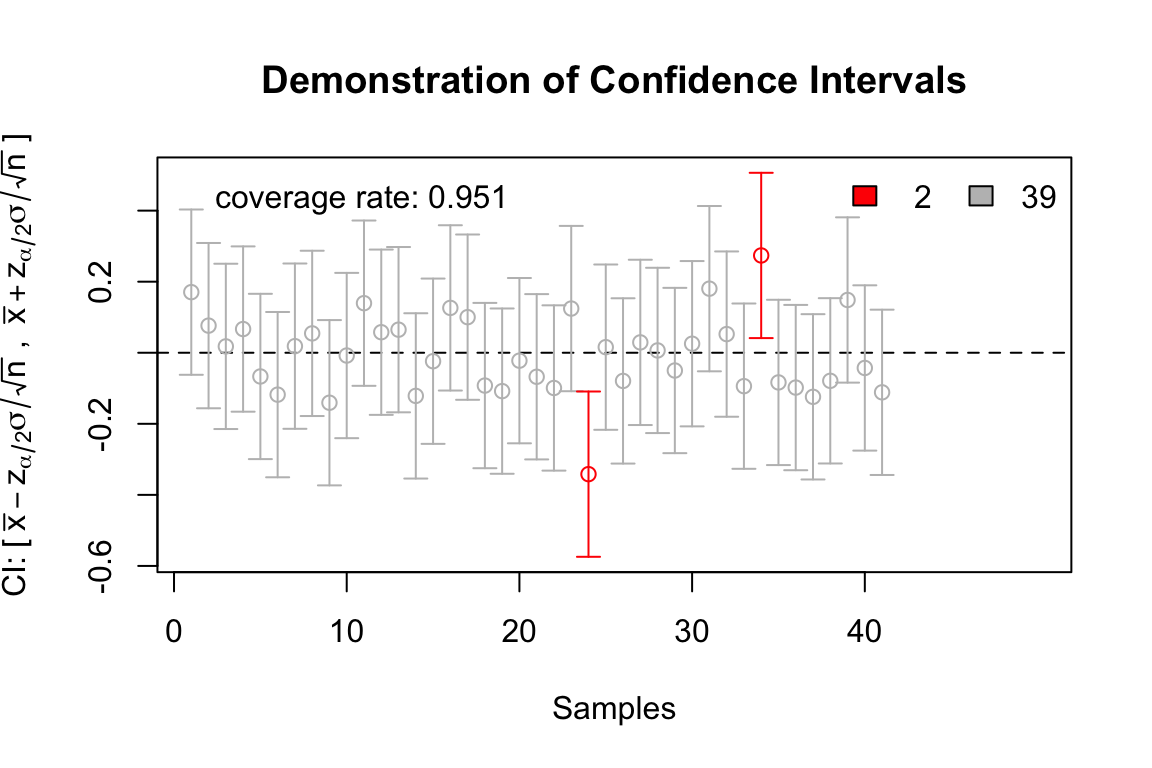 Demonstration of Confidence Intervals
CI: [ x̅ − zα/2σ/√n , x̅ + zα/2σ/√n ]
coverage rate: 0.951
2 39
0.2
-0.2
-0.6
0 10 20 30 40
Samples